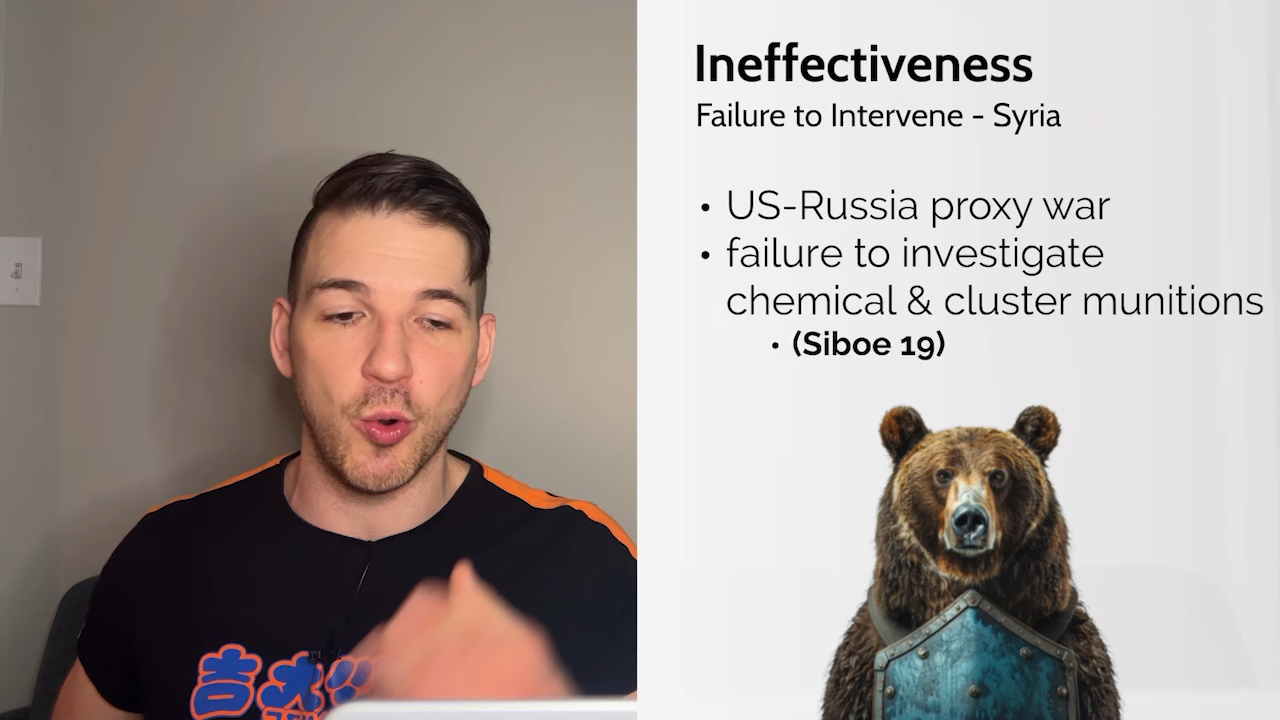 Ineffectiveness
Failure to Intervene - Syria
• US-Russia proxy war
• failure to investigate
chemical & cluster munitions
• (Siboe 19)